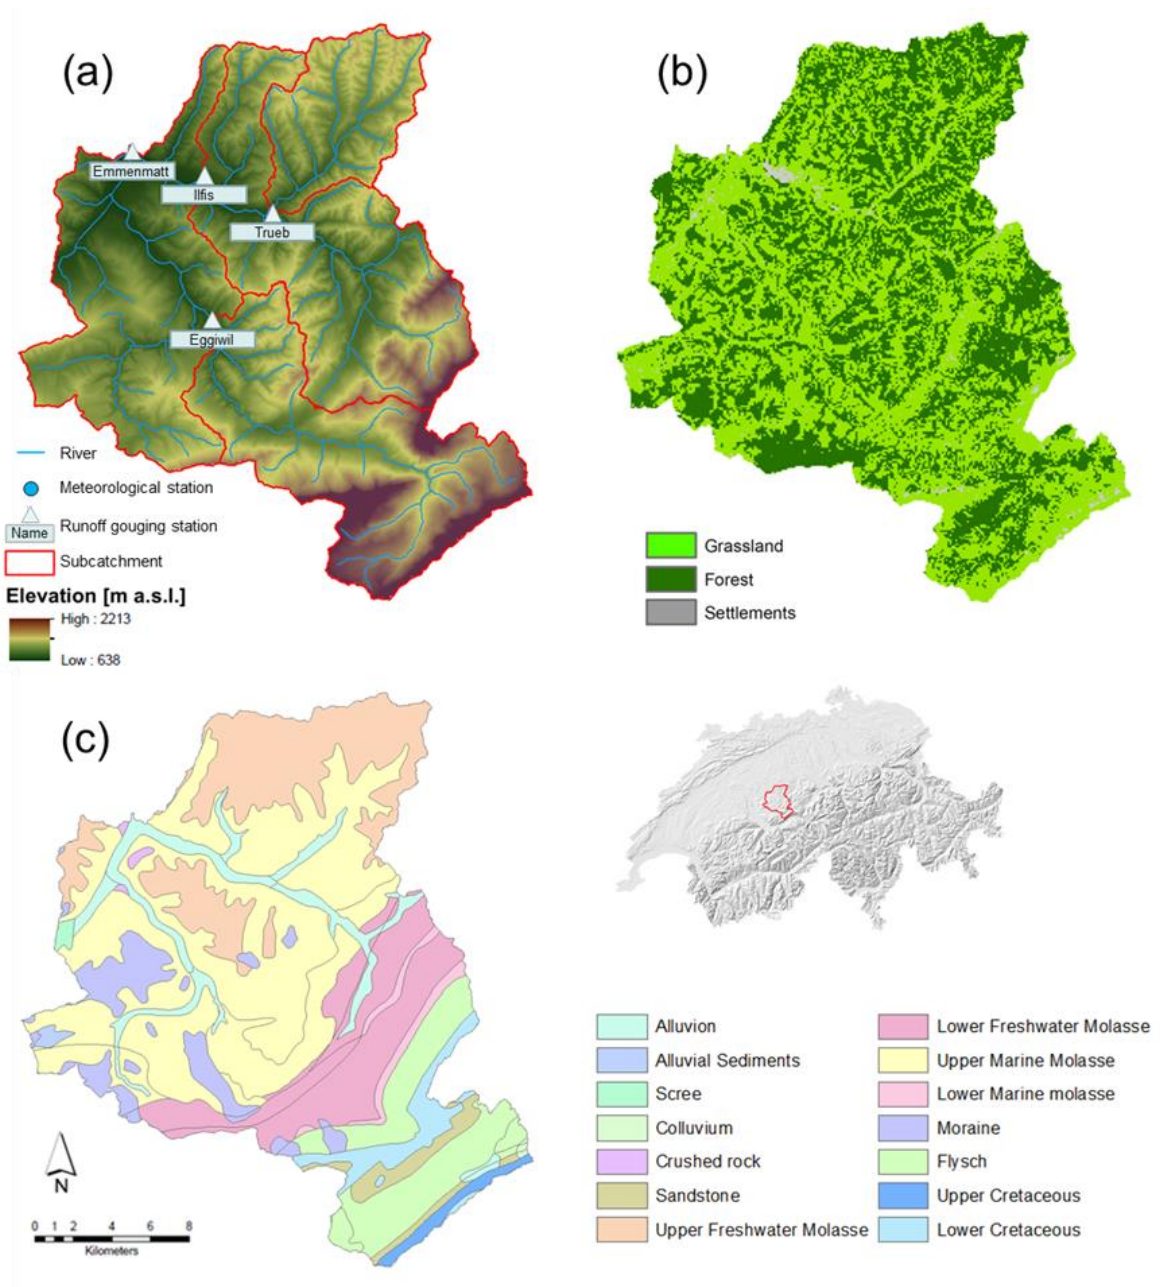 (a)
Emmenmatt
Ilfis
Trueb
Eggiwil
River
Meteorological station
Name
Runoff gouging station
Subcatchment
Elevation [m a.s.l.]
High : 2213
Low : 638
(b)
Grassland
Forest
Settlements
(c)
N
0 1 2 4 6 8
Kilometers
Alluvion
Alluvial Sediments
Scree
Colluvium
Crushed rock
Sandstone
Upper Freshwater Molasse
Lower Freshwater Molasse
Upper Marine Molasse
Lower Marine molasse
Moraine
Flysch
Upper Cretaceous
Lower Cretaceous